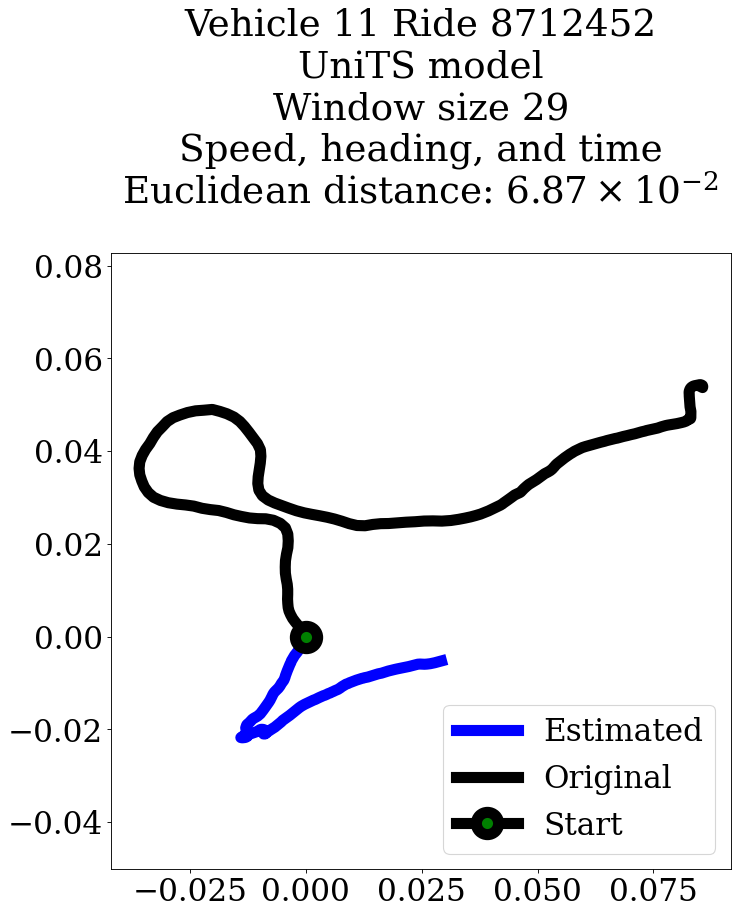 Vehicle 11 Ride 8712452
UniTS model
Window size 29
Speed, heading, and time
Euclidean distance: 6.87 × 10⁻²
0.08
0.06
0.04
0.02
0.00
−0.02
−0.04
Estimated
Original
Start
−0.025 0.000 0.025 0.050 0.075